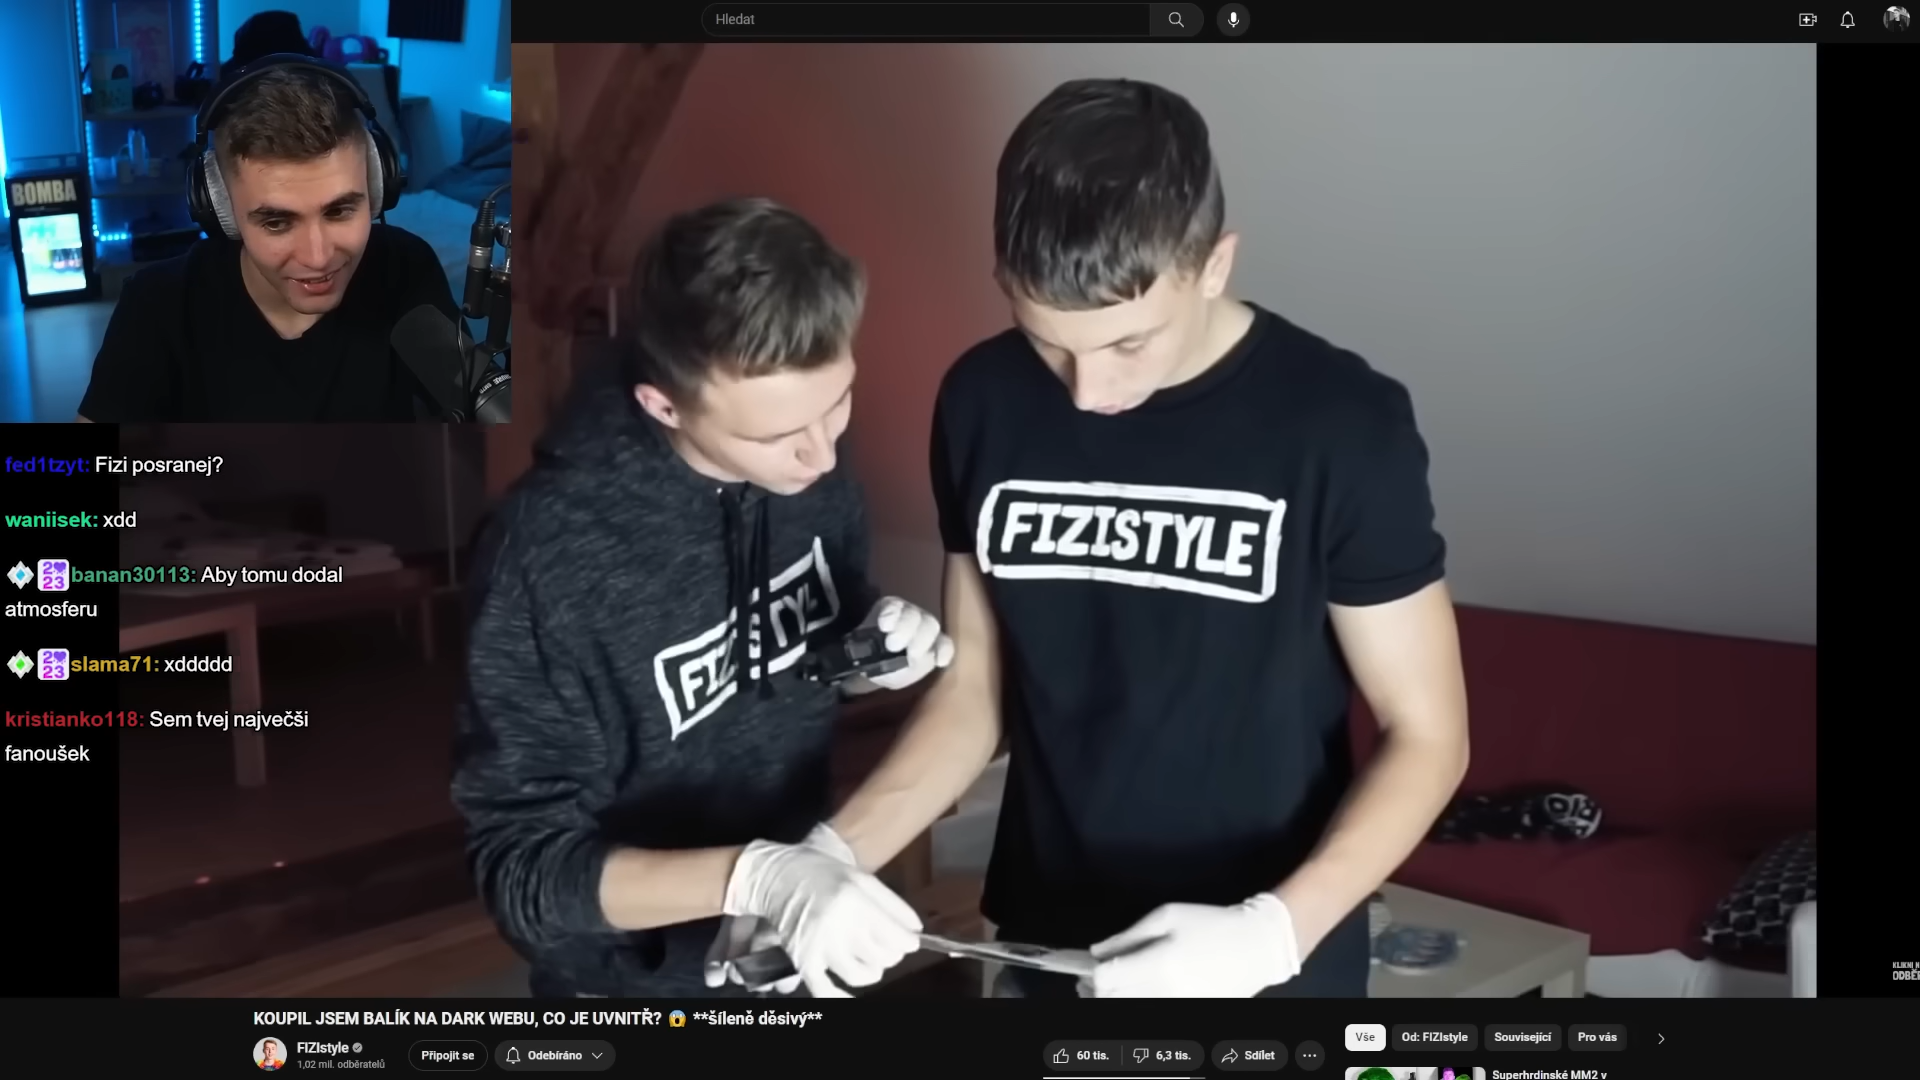 Hledat
BOMBA
fed1tzyt: Fizi posranej?
waniisek: xdd
banan30113: Aby tomu dodal
atmosferu
slama71: xddddd
kristianko118: Sem tvej največši
fanoušek
FIZISTYLE
KOUPIL JSEM BALÍK NA DARK WEBU, CO JE UVNITŘ? 😱 **šíleně děsivý**
FIZIstyle
1,02 mil. odběratelů
Připojit se
Odebíráno
60 tis.
6,3 tis.
Sdílet
Vše
Od: FIZIstyle
Související
Pro vás
Superhrdinské MM2 v